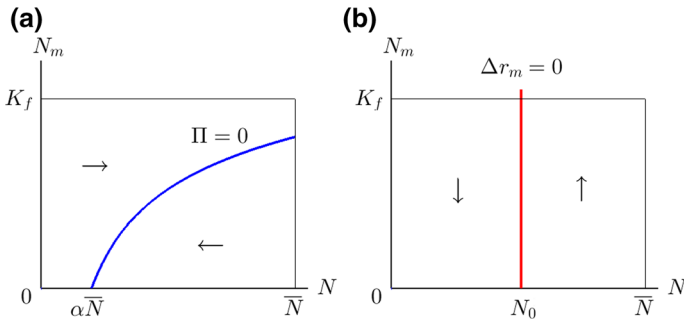 (a)
N_m
K_f
Π = 0
0
αN̅
N̅
N
(b)
N_m
Δr_m = 0
K_f
0
N_0
N̅
N